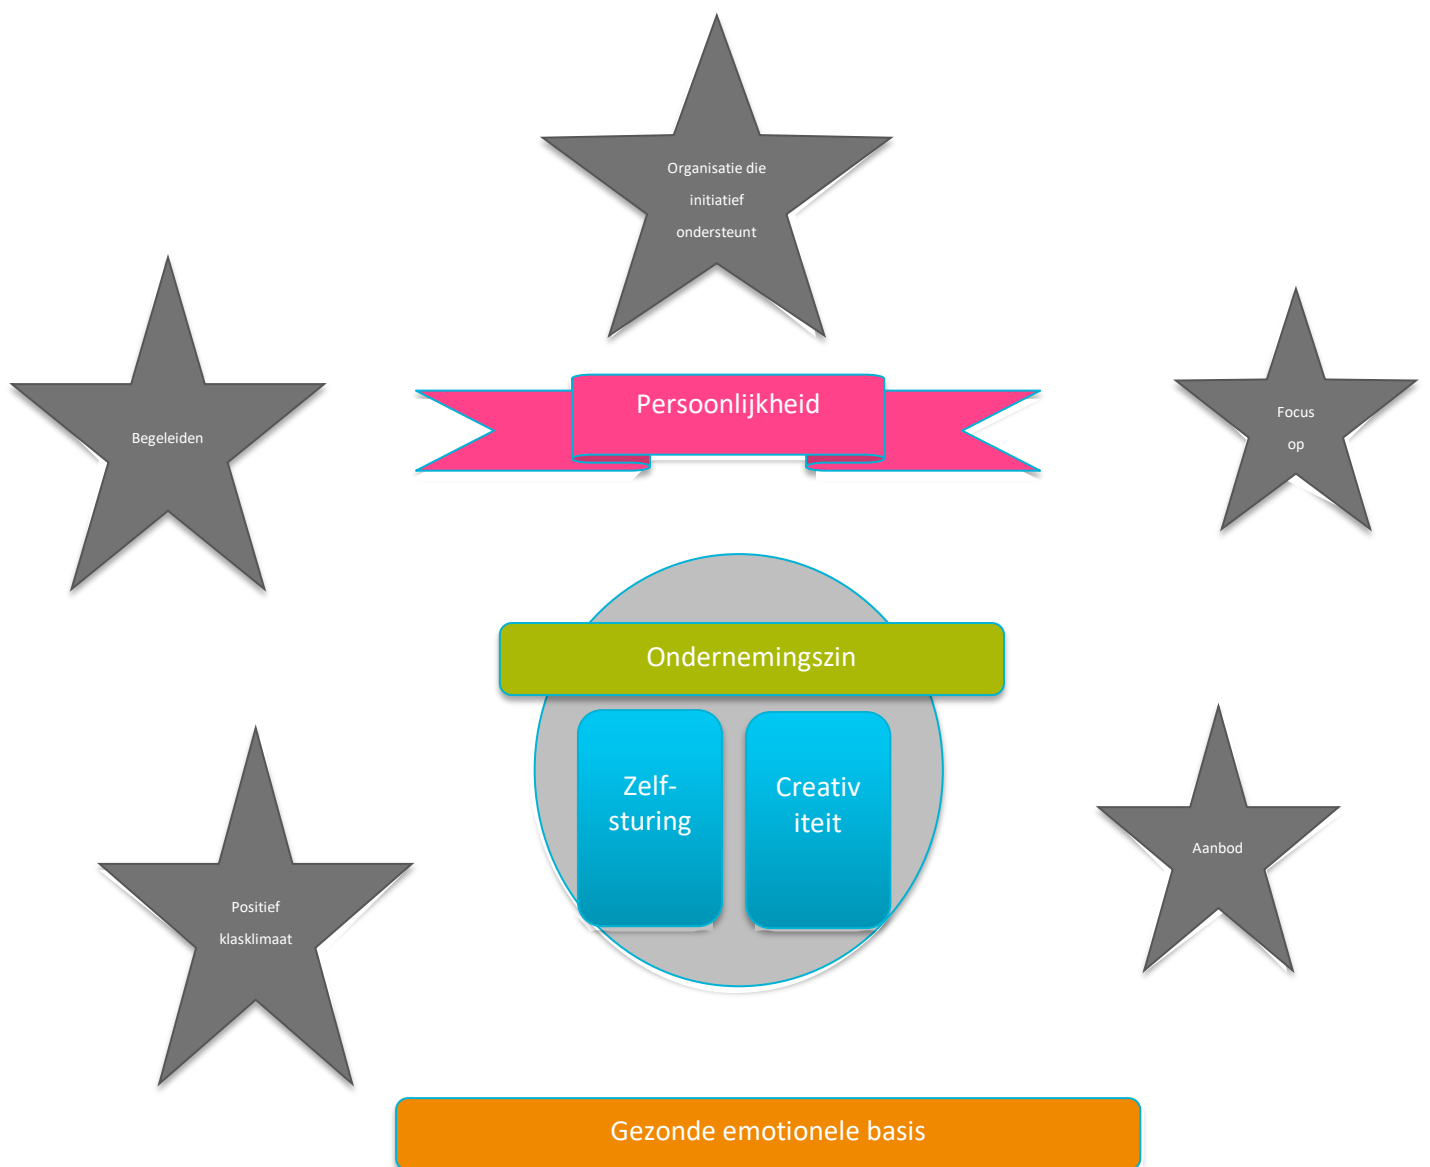 Organisatie die
initiatief
ondersteunt
Persoonlijkheid
Begeleiden
Focus
op
Ondernemingszin
Zelf-
sturing
Creativ
iteit
Aanbod
Positief
klasklimaat
Gezonde emotionele basis